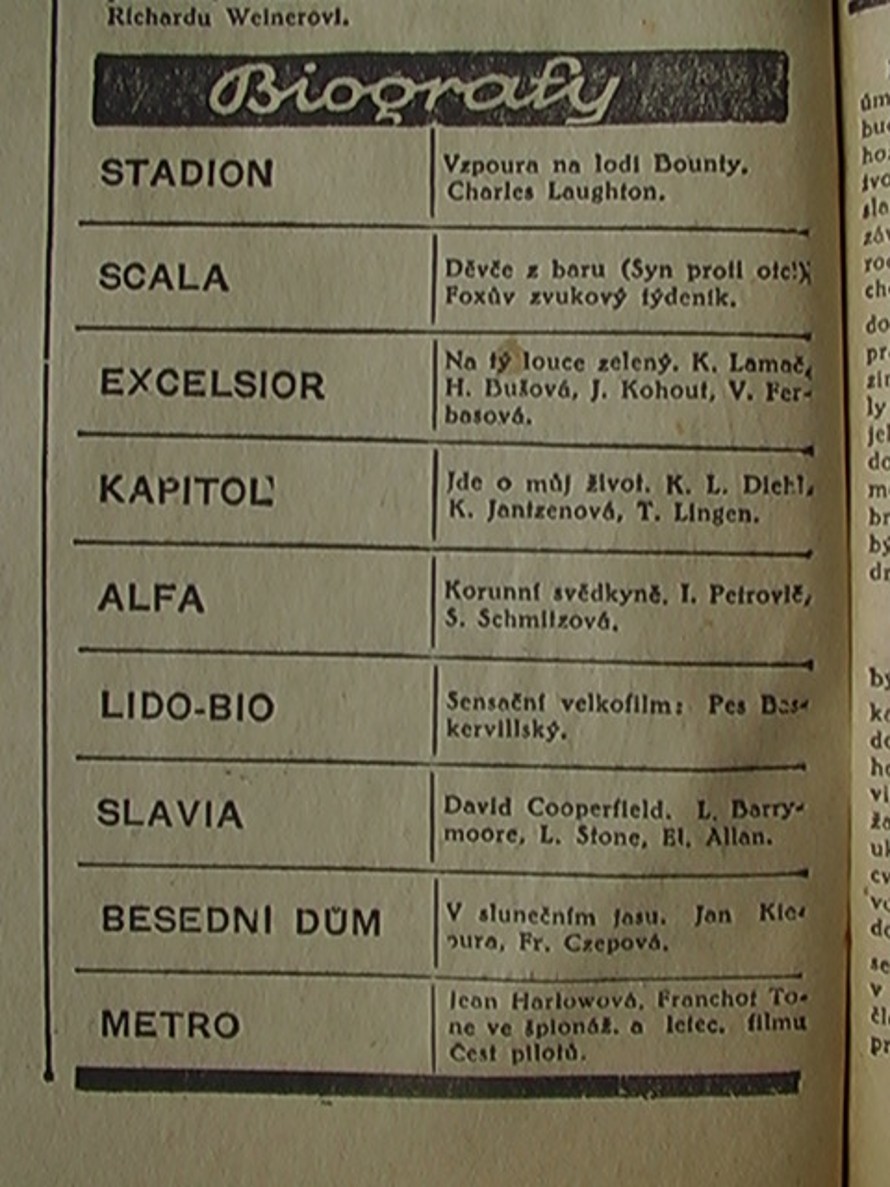 Richardu Weinerovi.
Biografy
STADION
Vzpoura na lodi Bounty.
Charles Laughton.
SCALA
Děvče z baru (Syn proti otci).
Foxův zvukový týdeník.
EXCELSIOR
Na tý louce zelený. K. Lamač,
H. Bušová, J. Kohout, V. Fer-
basová.
KAPITOL
Jde o můj život. K. L. Diehl,
K. Jantzenová, T. Lingen.
ALFA
Korunní svědkyně. I. Petrovič,
S. Schmitzová.
LIDO-BIO
Sensační velkofilm: Pes Bas-
kervillský.
SLAVIA
David Cooperfield. L. Barry-
moore, L. Stone, El. Allan.
BESEDNÍ DŮM
V slunečním jasu. Jan Kie-
pura, Fr. Czepová.
METRO
Jean Harlowová, Franchot To-
ne ve špionáž. a letec. filmu
Čest pilotů.